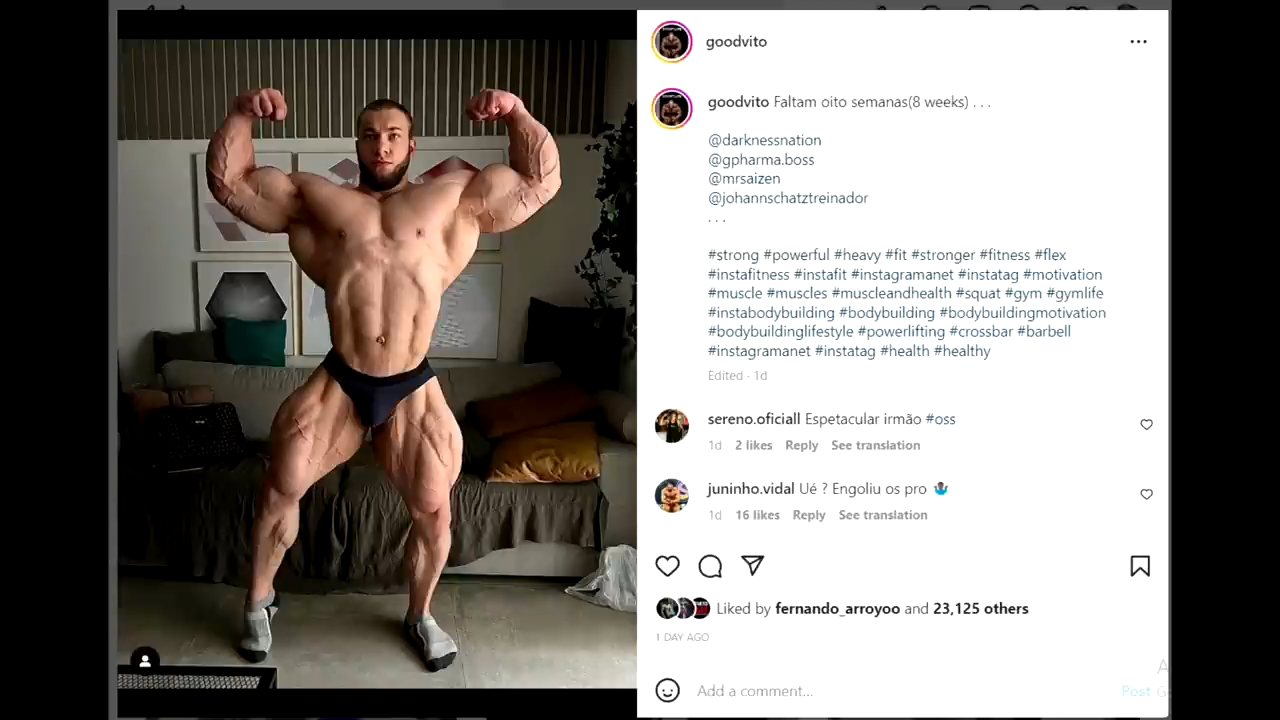 goodvito
goodvito Faltam oito semanas(8 weeks) . . .
@darknessnation
@gpharma.boss
@mrsaizen
@johannschatztreinador
. . .
#strong #powerful #heavy #fit #stronger #fitness #flex
#instafitness #instafit #instagramanet #instatag #motivation
#muscle #muscles #muscleandhealth #squat #gym #gymlife
#instabodybuilding #bodybuilding #bodybuildingmotivation
#bodybuildinglifestyle #powerlifting #crossbar #barbell
#instagramanet #instatag #health #healthy
Edited · 1d
sereno.oficiall Espetacular irmão #oss
1d 2 likes Reply See translation
juninho.vidal Ué ? Engoliu os pro 🤷🏽‍♂️
1d 16 likes Reply See translation
Liked by fernando_arroyoo and 23,125 others
1 DAY AGO
Add a comment...
Post